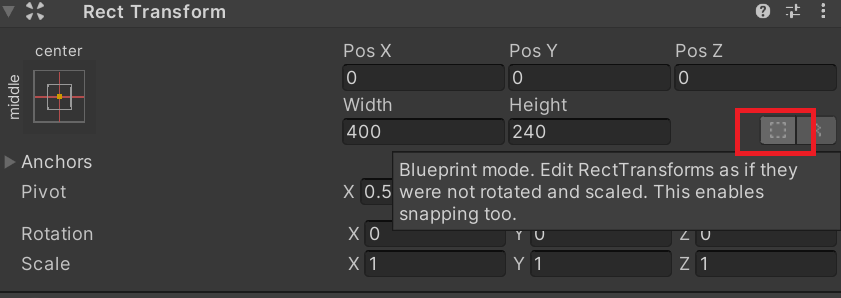 Rect Transform
center
middle
Pos X Pos Y Pos Z
0 0 0
Width Height
400 240
R
Anchors
Pivot X 0.5
Blueprint mode. Edit RectTransforms as if they
were not rotated and scaled. This enables
snapping too.
Rotation X 0 Y 0 Z 0
Scale X 1 Y 1 Z 1